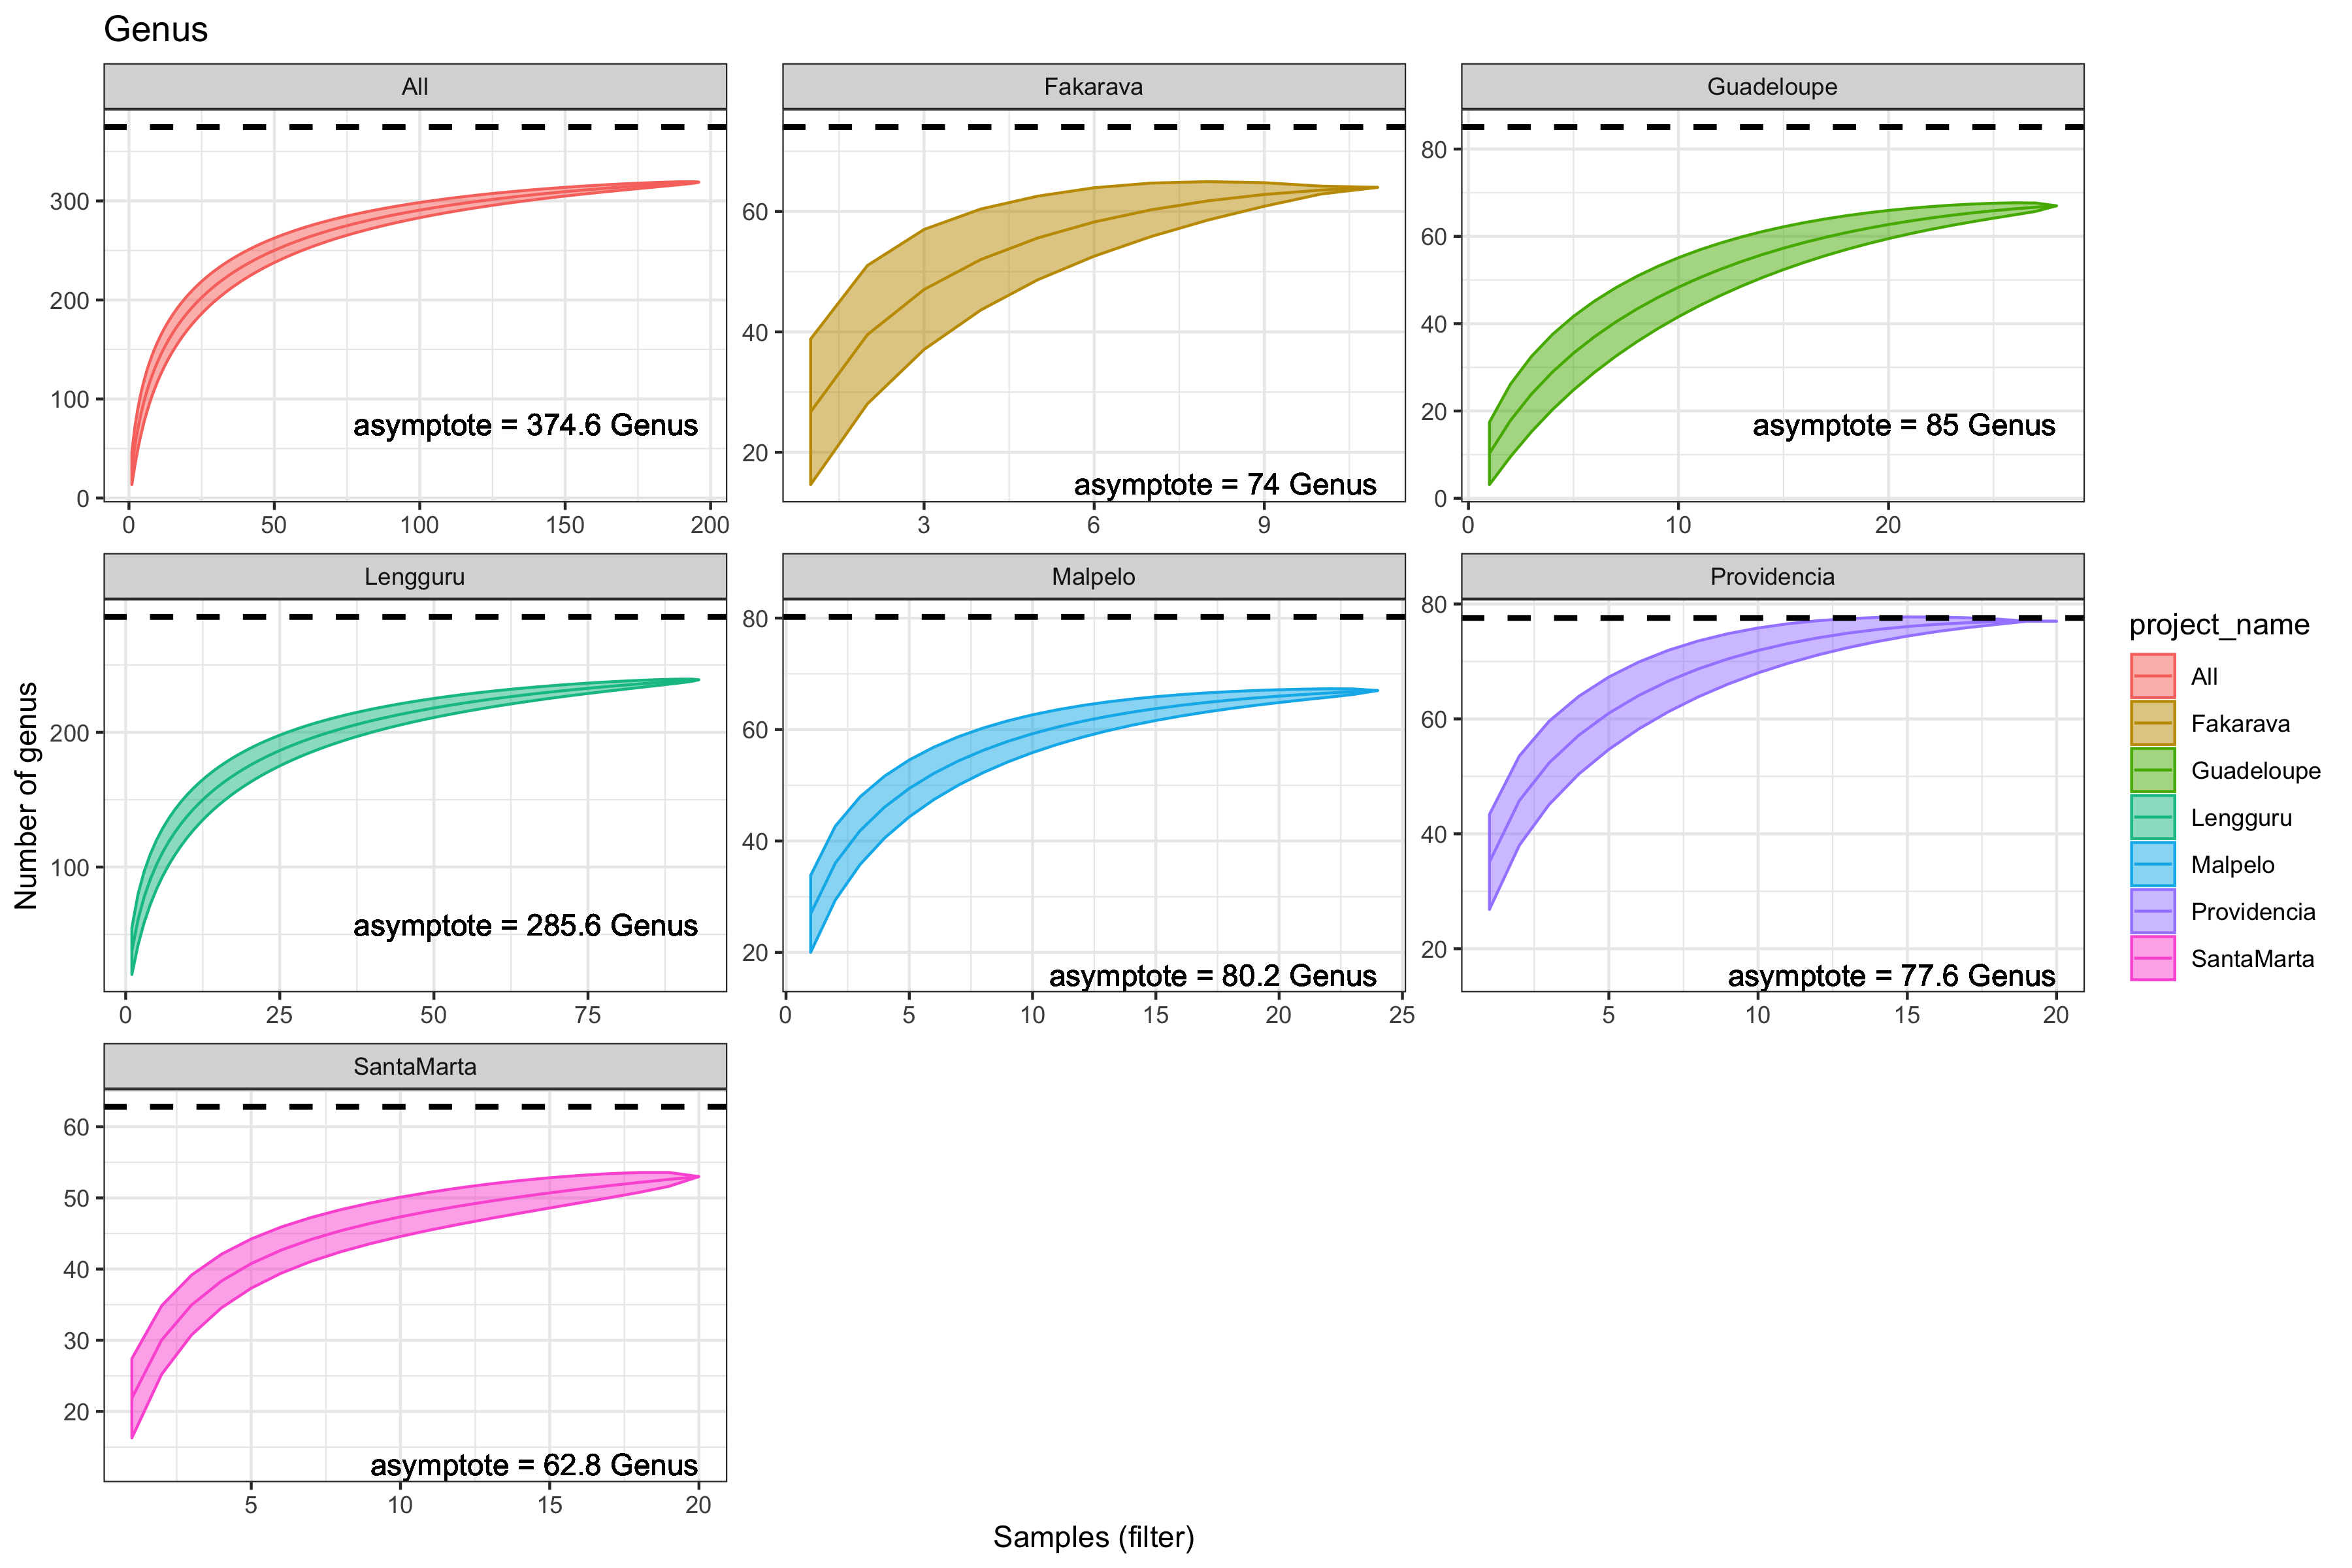 Genus
All
Fakarava
Guadeloupe
300
200
100
0
asymptote = 374.6 Genus
0 50 100 150 200
60
40
20
asymptote = 74 Genus
3 6 9
80
60
40
20
0
asymptote = 85 Genus
0 10 20
Lengguru
Malpelo
Providencia
Number of genus
200
100
asymptote = 285.6 Genus
0 25 50 75
80
60
40
20
asymptote = 80.2 Genus
0 5 10 15 20 25
80
60
40
20
asymptote = 77.6 Genus
5 10 15 20
project_name
All
Fakarava
Guadeloupe
Lengguru
Malpelo
Providencia
SantaMarta
SantaMarta
60
50
40
30
20
asymptote = 62.8 Genus
5 10 15 20
Samples (filter)